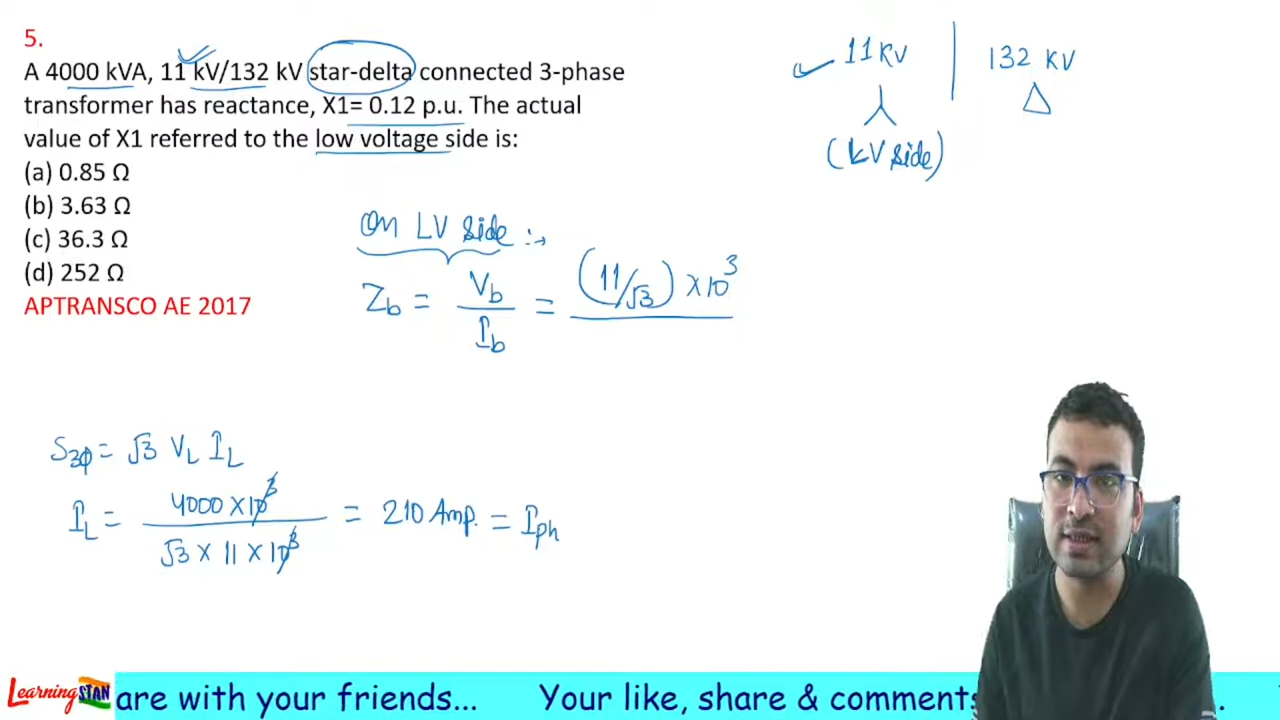 5.
A 4000 kVA, 11 kV/132 kV star-delta connected 3-phase
transformer has reactance, X1= 0.12 p.u. The actual
value of X1 referred to the low voltage side is:
(a) 0.85 Ω
(b) 3.63 Ω
(c) 36.3 Ω
(d) 252 Ω
APTRANSCO AE 2017
11 KV | 132 KV
Δ
(kV side)
On LV side :→
Zb = Vb / Ib = (11/√3) × 10³
S3φ = √3 VL IL
IL = 4000 × 10³ / √3 × 11 × 10³ = 210 Amp. = Iph
LearningSTAN
are with your friends... Your like, share & comments